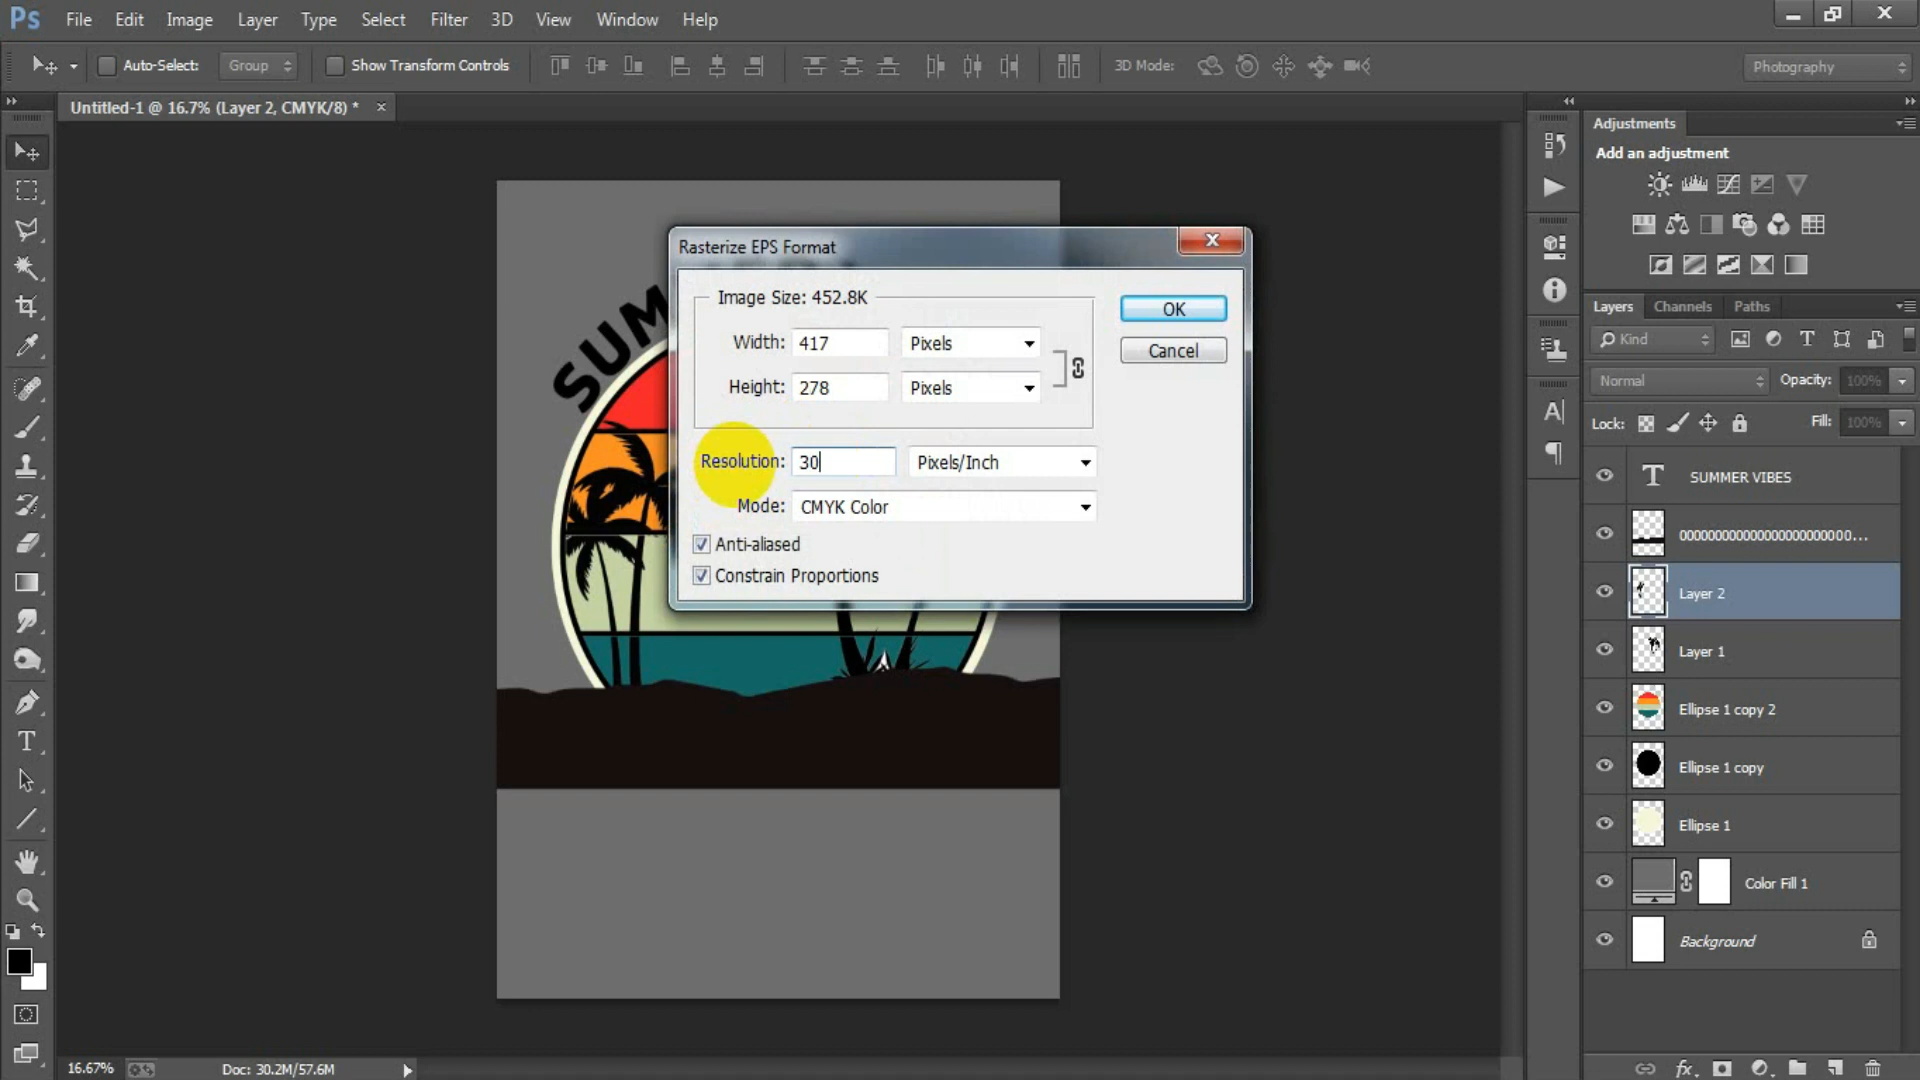 Ps File Edit Image Layer Type Select Filter 3D View Window Help
Auto-Select: Group Show Transform Controls 3D Mode: Photography
Untitled-1 @ 16.7% (Layer 2, CMYK/8) * ×
Adjustments
Add an adjustment
Rasterize EPS Format
Image Size: 452.8K
Width: 417 Pixels
Height: 278 Pixels
Resolution: 30 Pixels/Inch
Mode: CMYK Color
Anti-aliased
Constrain Proportions
OK
Cancel
SUM
Layers Channels Paths
Kind
Normal Opacity: 100%
Lock: Fill: 100%
SUMMER VIBES
Layer 2
Layer 1
Ellipse 1 copy 2
Ellipse 1 copy
Ellipse 1
Color Fill 1
Background
16.67% Doc: 30.2M/57.6M